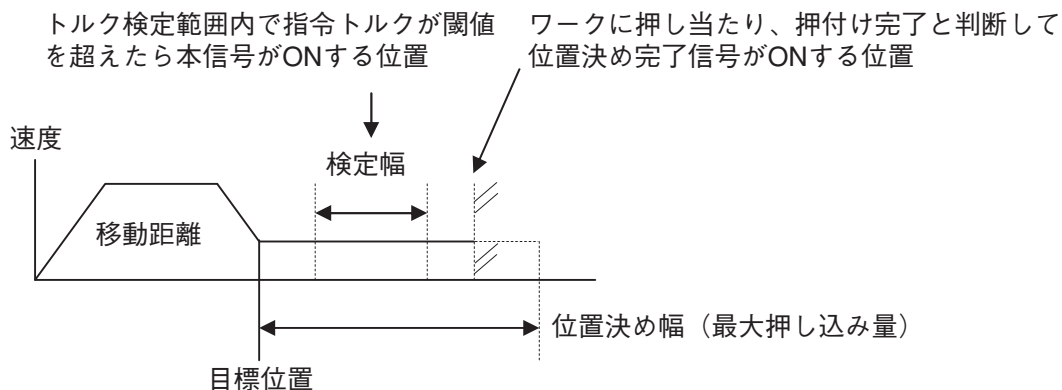 トルク検定範囲内で指令トルクが閾値
を超えたら本信号がONする位置
ワークに押し当たり、押付け完了と判断して
位置決め完了信号がONする位置
速度
検定幅
移動距離
位置決め幅（最大押し込み量）
目標位置